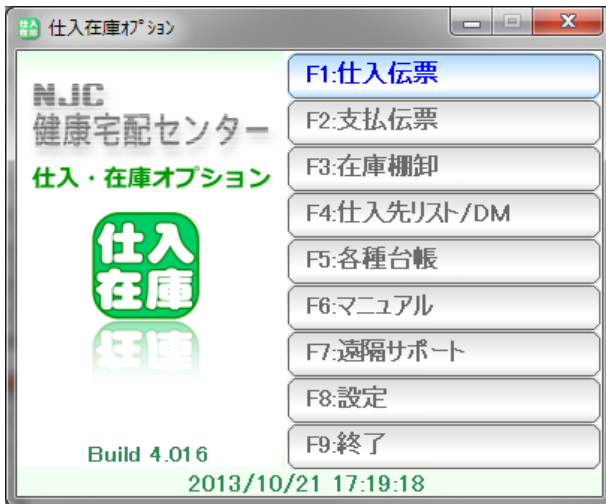 仕入在庫ｵﾌﾟｼｮﾝ
NJC
健康宅配センター
仕入・在庫オプション
仕入
在庫
Build 4.016
F1:仕入伝票
F2:支払伝票
F3:在庫棚卸
F4:仕入先リスト/DM
F5:各種台帳
F6:マニュアル
F7:遠隔サポート
F8:設定
F9:終了
2013/10/21 17:19:18